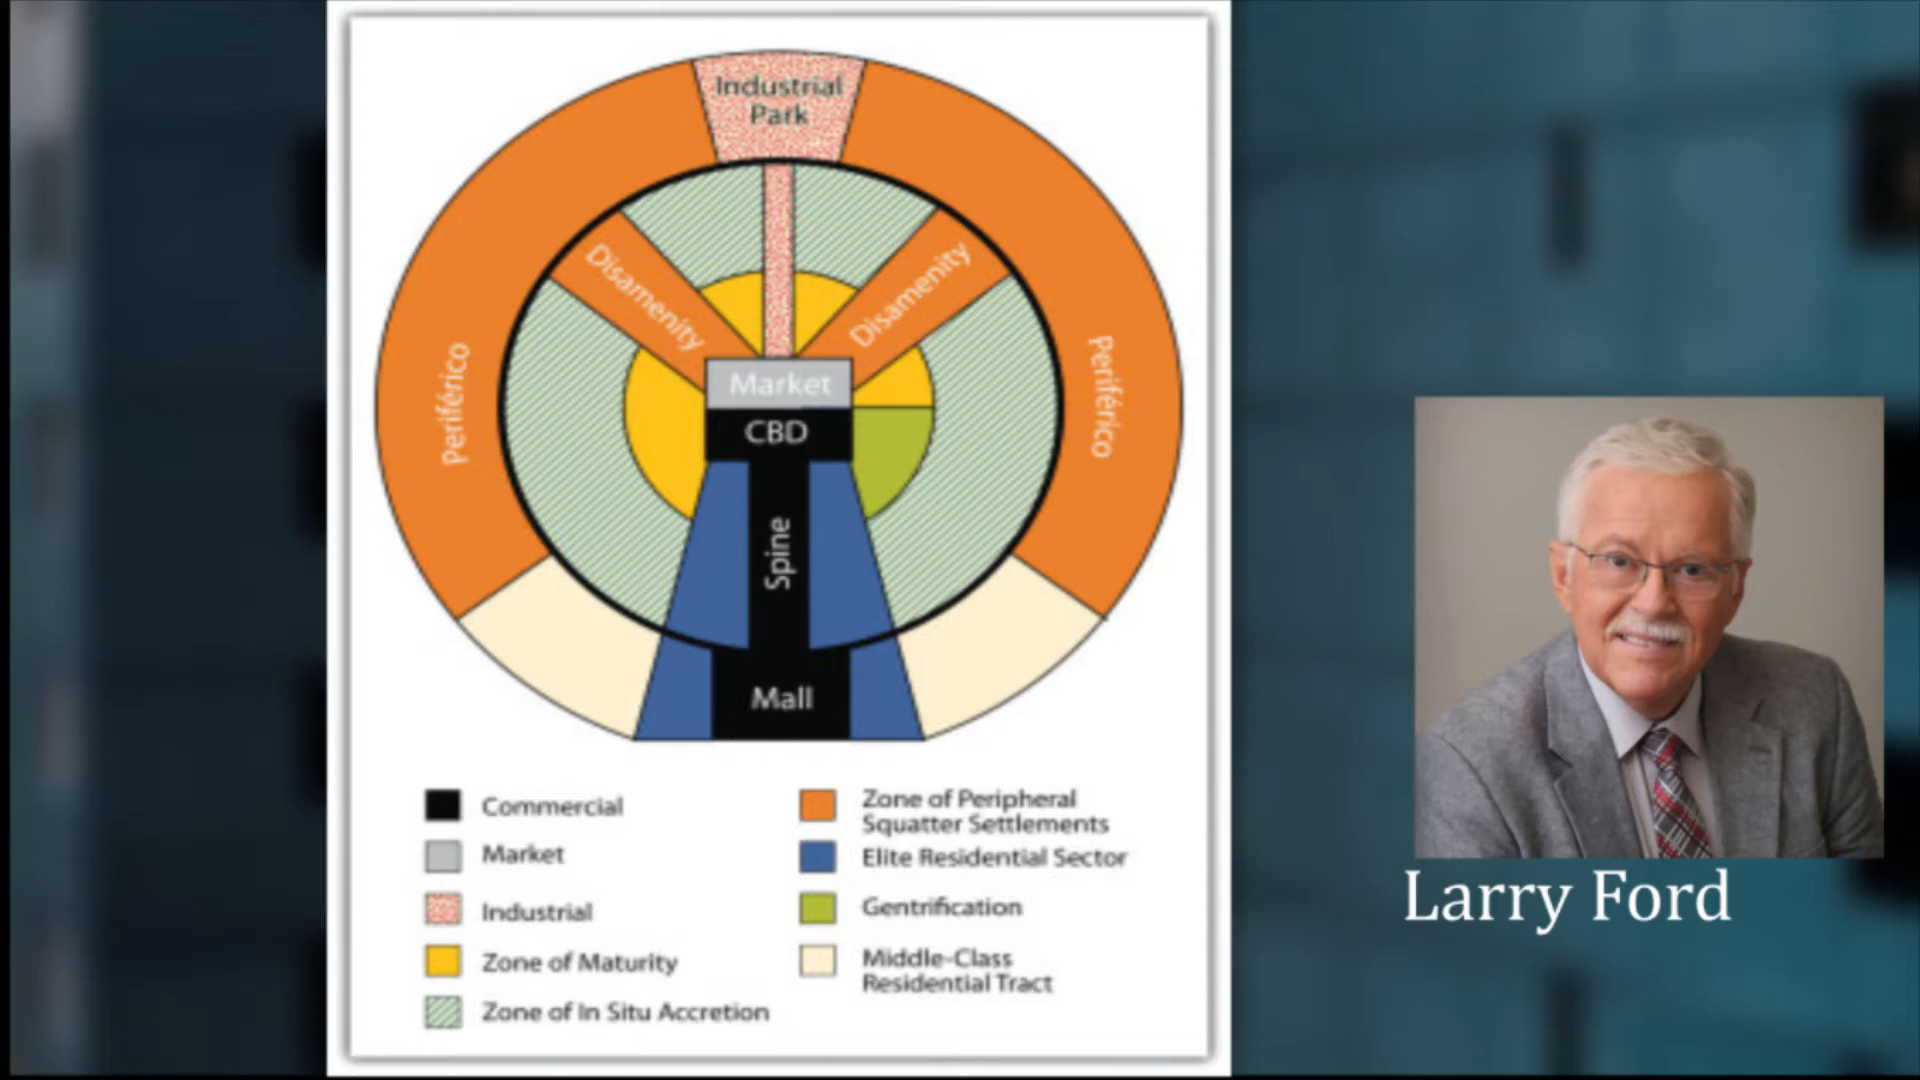 Industrial
Park
Disamenity
Disamenity
Periférico
Periférico
Market
CBD
Spine
Mall
Commercial
Market
Industrial
Zone of Maturity
Zone of In Situ Accretion
Zone of Peripheral
Squatter Settlements
Elite Residential Sector
Gentrification
Middle-Class
Residential Tract
Larry Ford